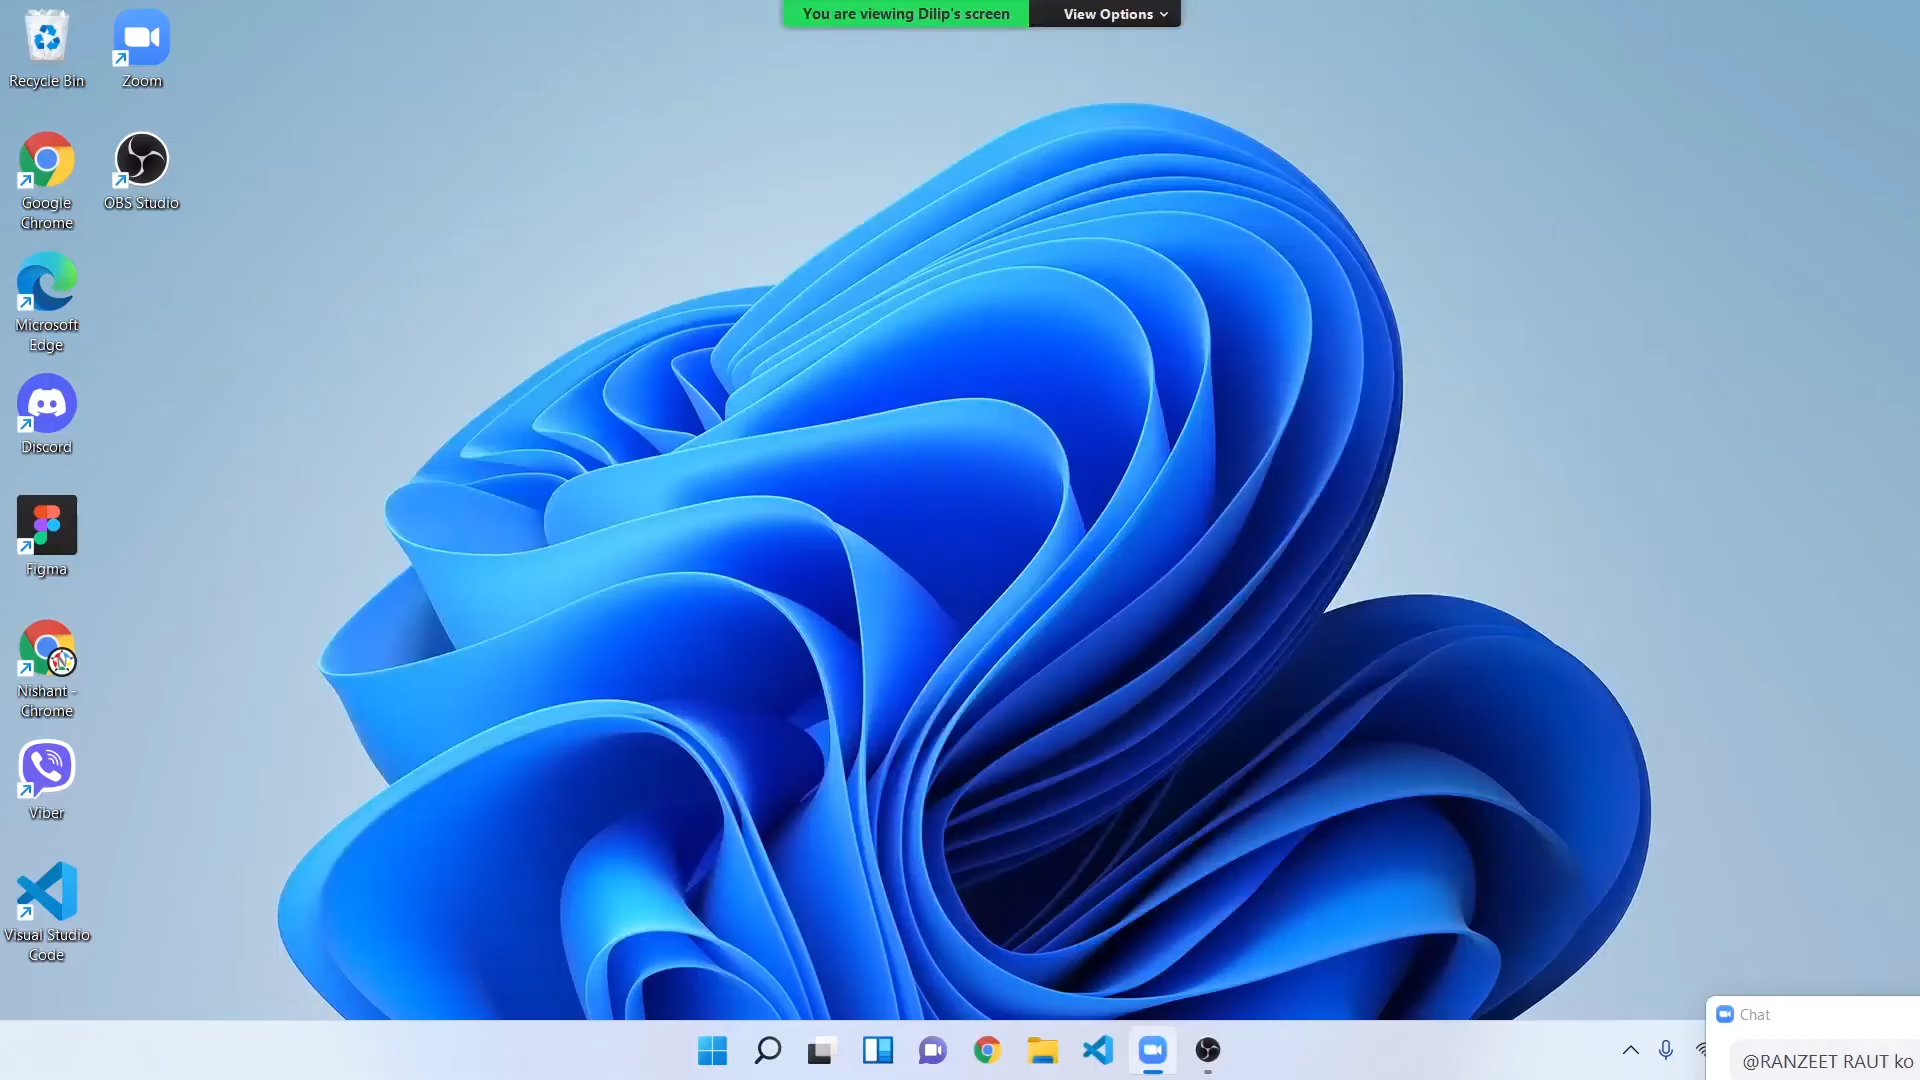 You are viewing Dilip's screen
View Options
Recycle Bin
Zoom
Google
Chrome
OBS Studio
Microsoft
Edge
Discord
Figma
Nishant -
Chrome
Viber
Visual Studio
Code
Chat
@RANZEET RAUT ko